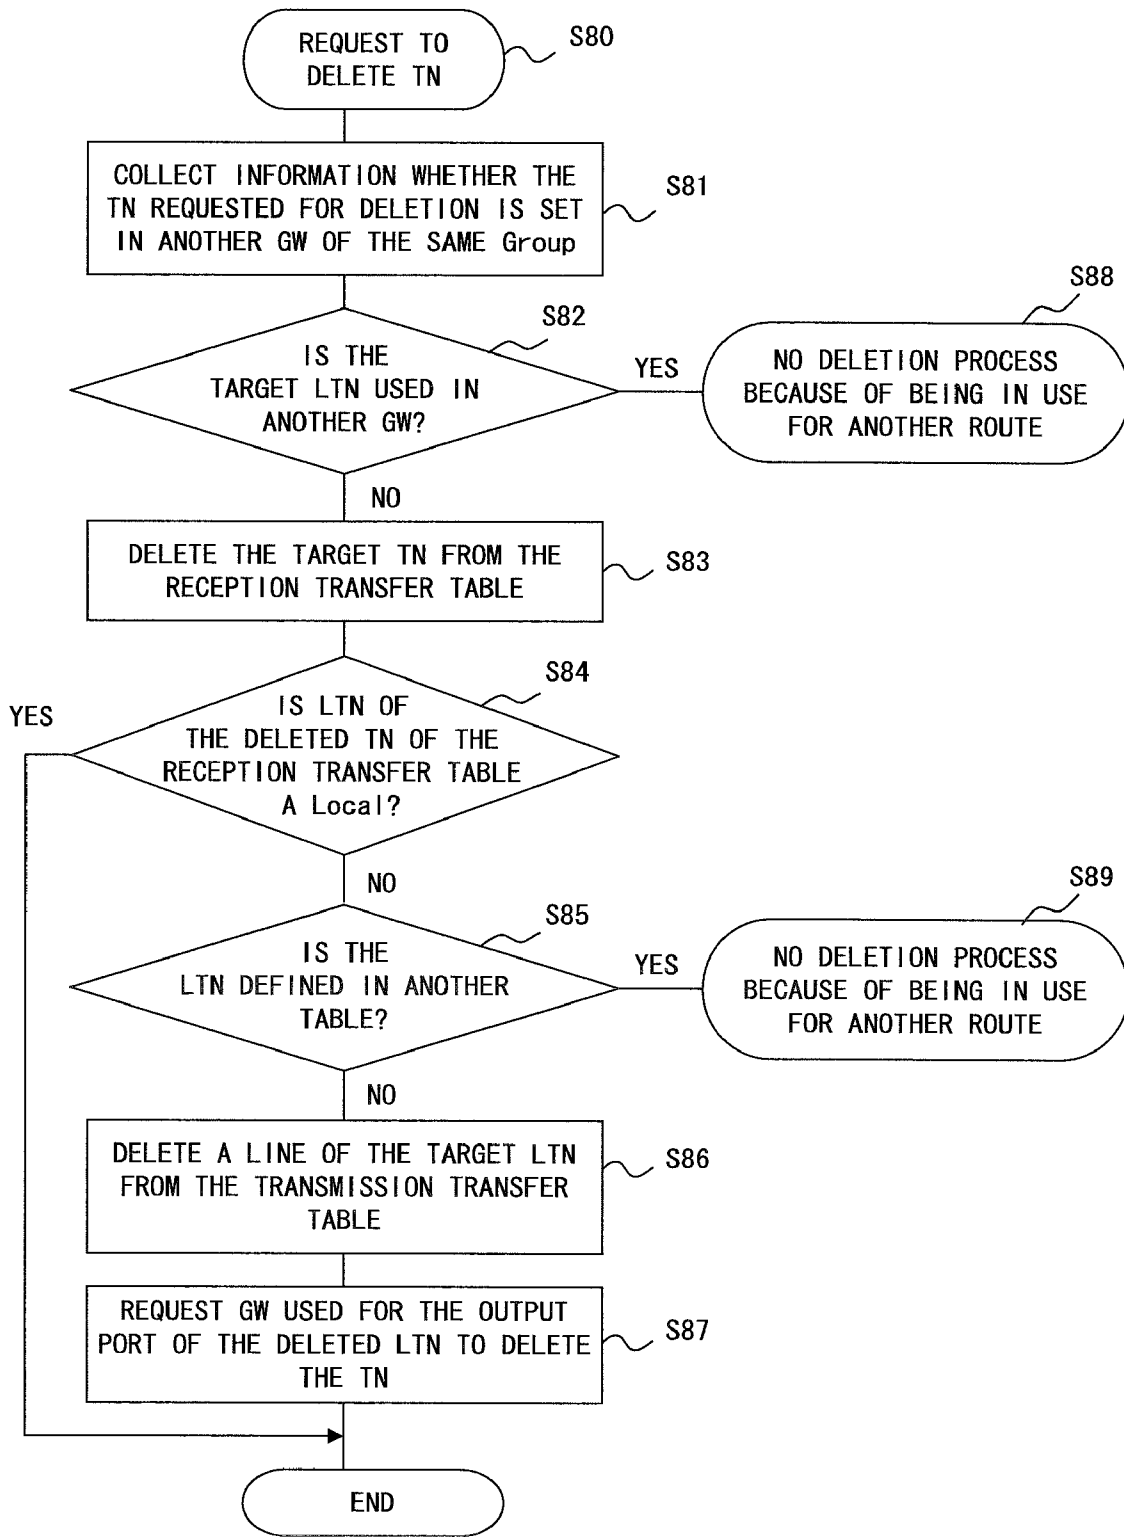 REQUEST TO
DELETE TN
S80
COLLECT INFORMATION WHETHER THE
TN REQUESTED FOR DELETION IS SET
IN ANOTHER GW OF THE SAME Group
S81
IS THE
TARGET LTN USED IN
ANOTHER GW?
S82
YES
NO DELETION PROCESS
BECAUSE OF BEING IN USE
FOR ANOTHER ROUTE
S88
NO
DELETE THE TARGET TN FROM THE
RECEPTION TRANSFER TABLE
S83
IS LTN OF
THE DELETED TN OF THE
RECEPTION TRANSFER TABLE
A Local?
S84
YES
NO
IS THE
LTN DEFINED IN ANOTHER
TABLE?
S85
YES
NO DELETION PROCESS
BECAUSE OF BEING IN USE
FOR ANOTHER ROUTE
S89
NO
DELETE A LINE OF THE TARGET LTN
FROM THE TRANSMISSION TRANSFER
TABLE
S86
REQUEST GW USED FOR THE OUTPUT
PORT OF THE DELETED LTN TO DELETE
THE TN
S87
END